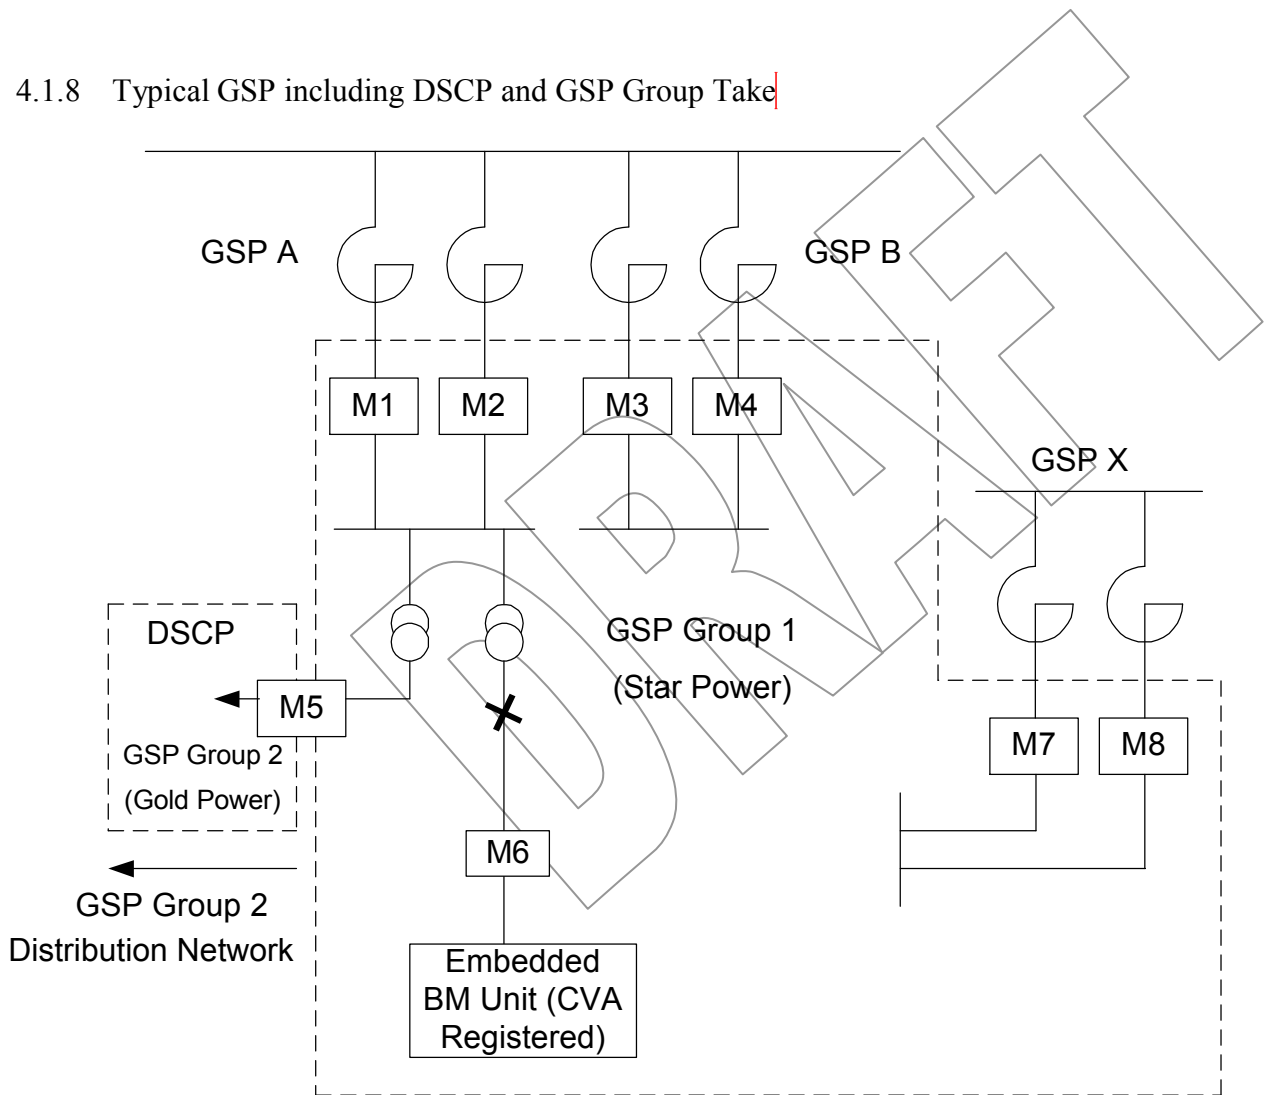 4.1.8 Typical GSP including DSCP and GSP Group Take
GSP A
GSP B
M1
M2
M3
M4
GSP X
DSCP
GSP Group 1
(Star Power)
M5
GSP Group 2
(Gold Power)
M7
M8
M6
GSP Group 2
Distribution Network
Embedded
BM Unit (CVA
Registered)
DRAFT